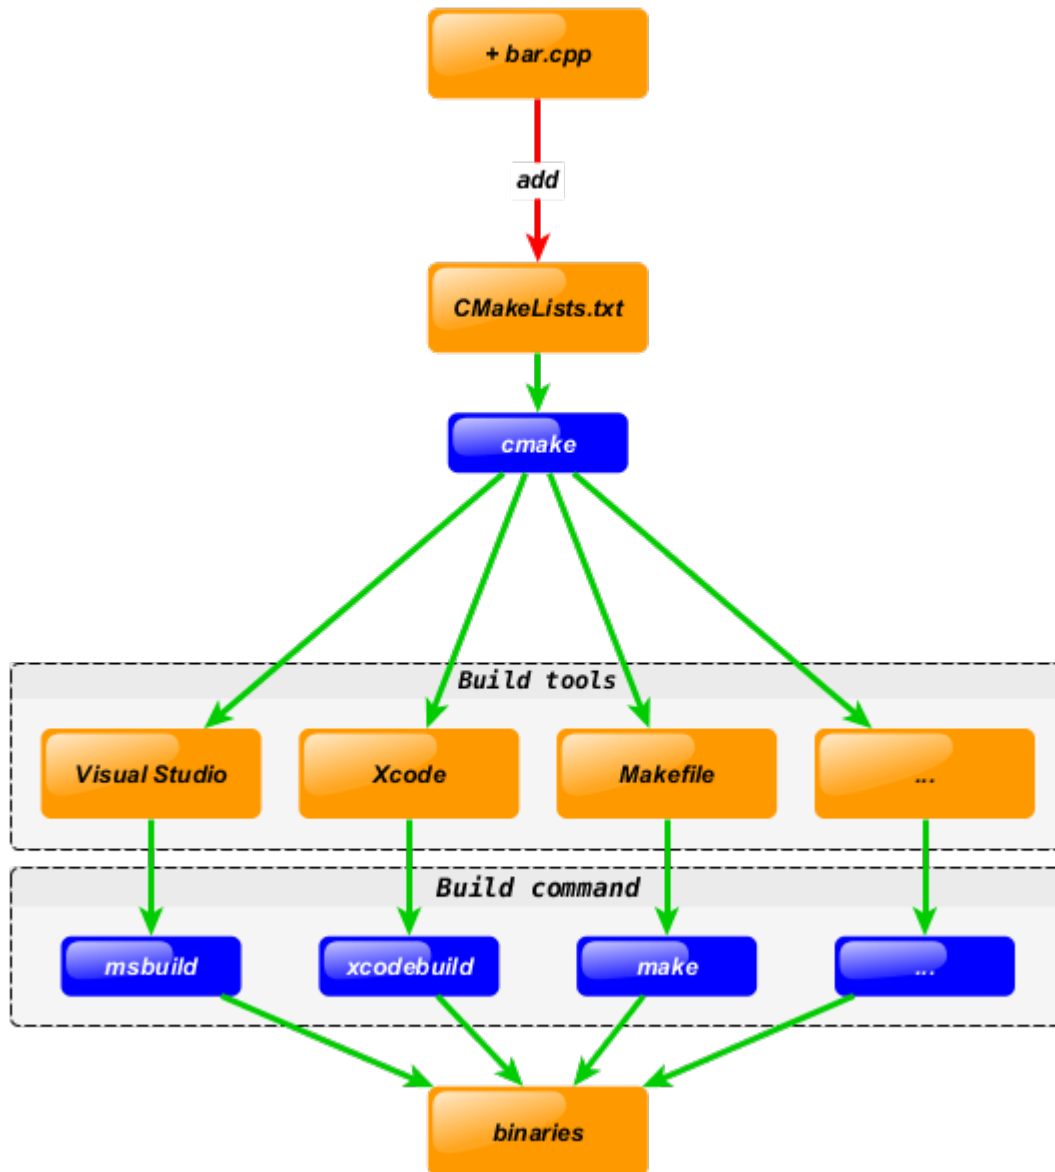 + bar.cpp
add
CMakeLists.txt
cmake
Build tools
Visual Studio
Xcode
Makefile
...
Build command
msbuild
xcodebuild
make
...
binaries